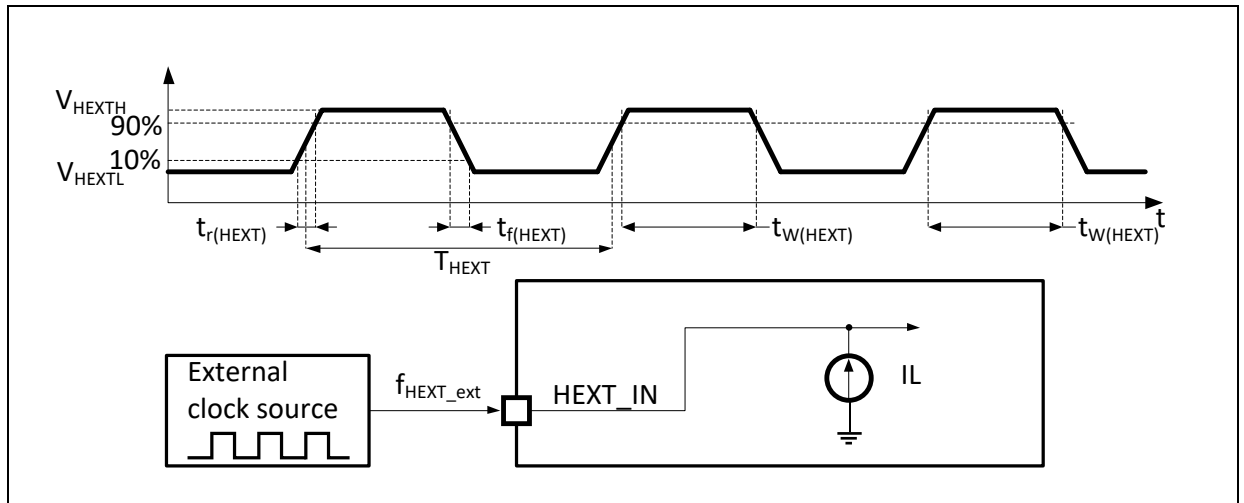 V_HEXTH
90%
10%
V_HEXTL
t
t_r(HEXT)
t_f(HEXT)
t_W(HEXT)
t_W(HEXT)
T_HEXT
External
clock source
f_HEXT_ext
HEXT_IN
IL